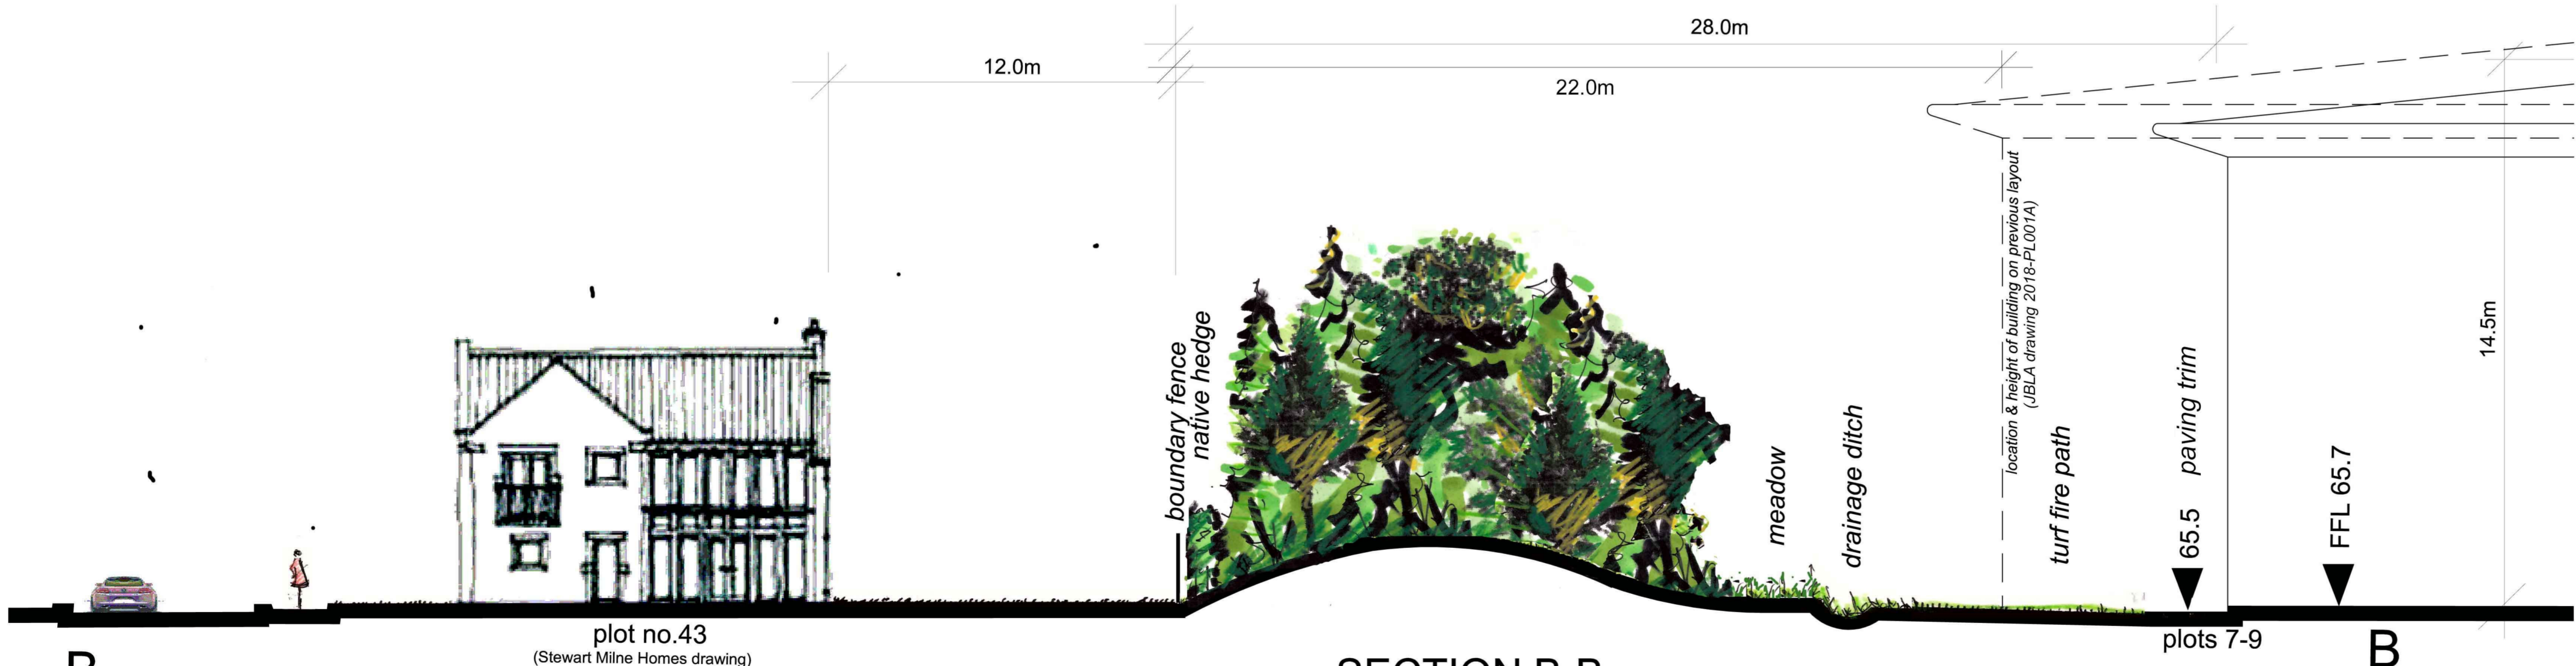 28.0m
12.0m
22.0m
boundary fence
native hedge
meadow
drainage ditch
location & height of building on previous layout
(JBLA drawing 2018-PL001A)
turf fire path
65.5 paving trim
FFL 65.7
14.5m
plot no.43
(Stewart Milne Homes drawing)
plots 7-9
B
B
SECTION B-B